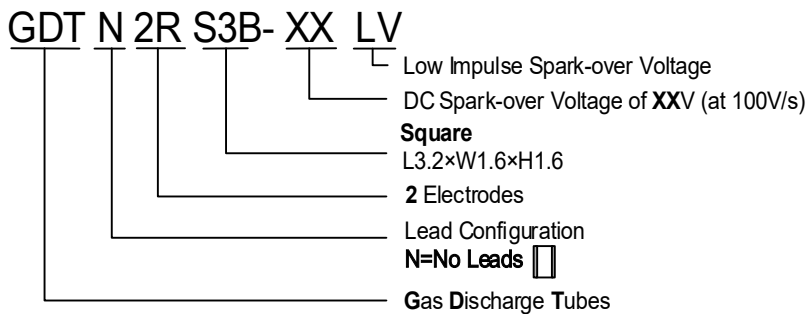 GDT N 2R S3B- XX LV
Low Impulse Spark-over Voltage
DC Spark-over Voltage of XXV (at 100V/s)
Square
L3.2×W1.6×H1.6
2 Electrodes
Lead Configuration
N=No Leads
Gas Discharge Tubes